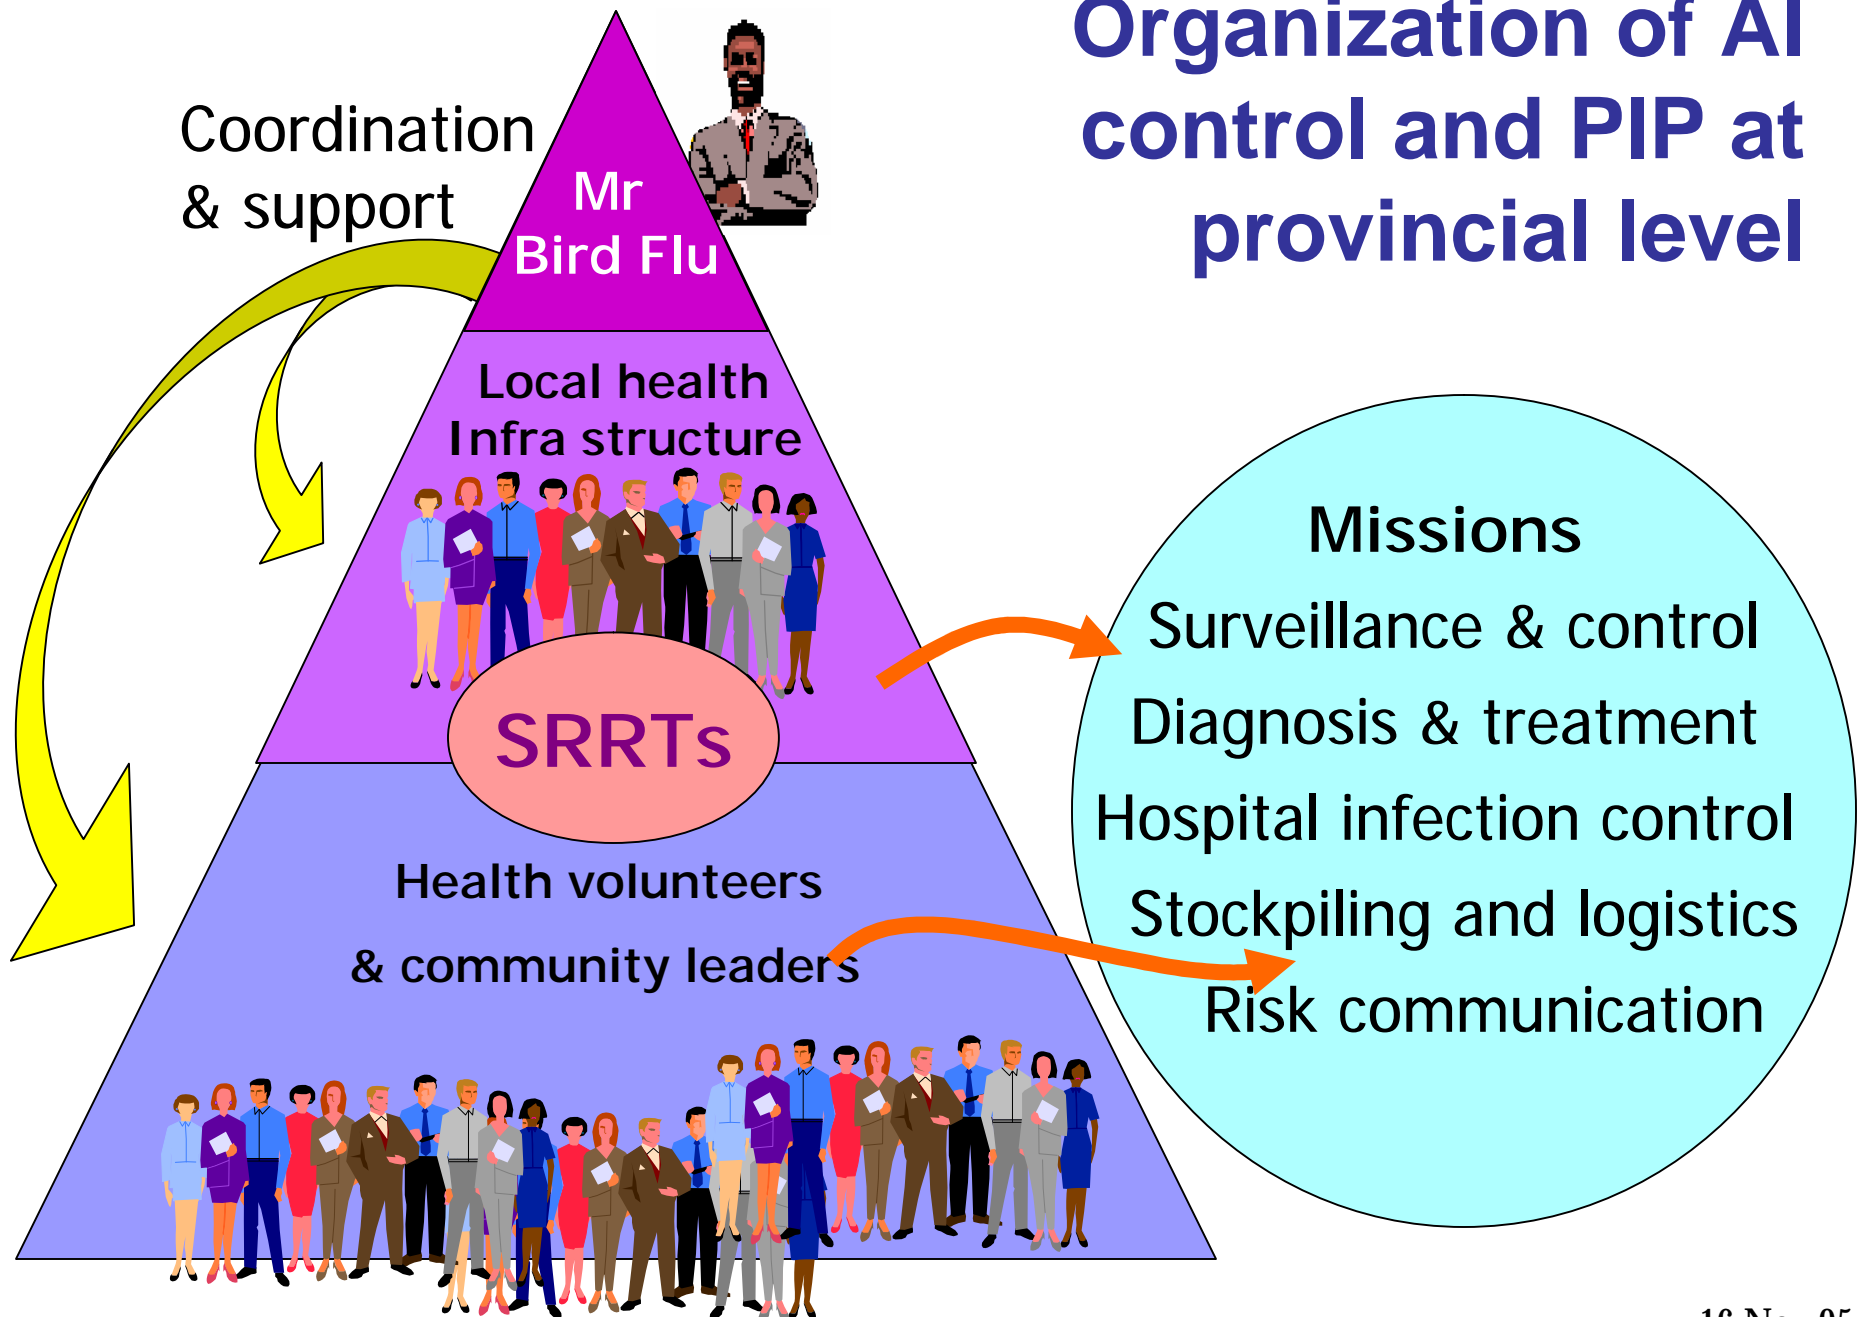 Organization of AI
control and PIP at
provincial level
Coordination
& support
Mr
Bird Flu
Local health
Infra structure
SRRTs
Health volunteers
& community leaders
Missions
Surveillance & control
Diagnosis & treatment
Hospital infection control
Stockpiling and logistics
Risk communication